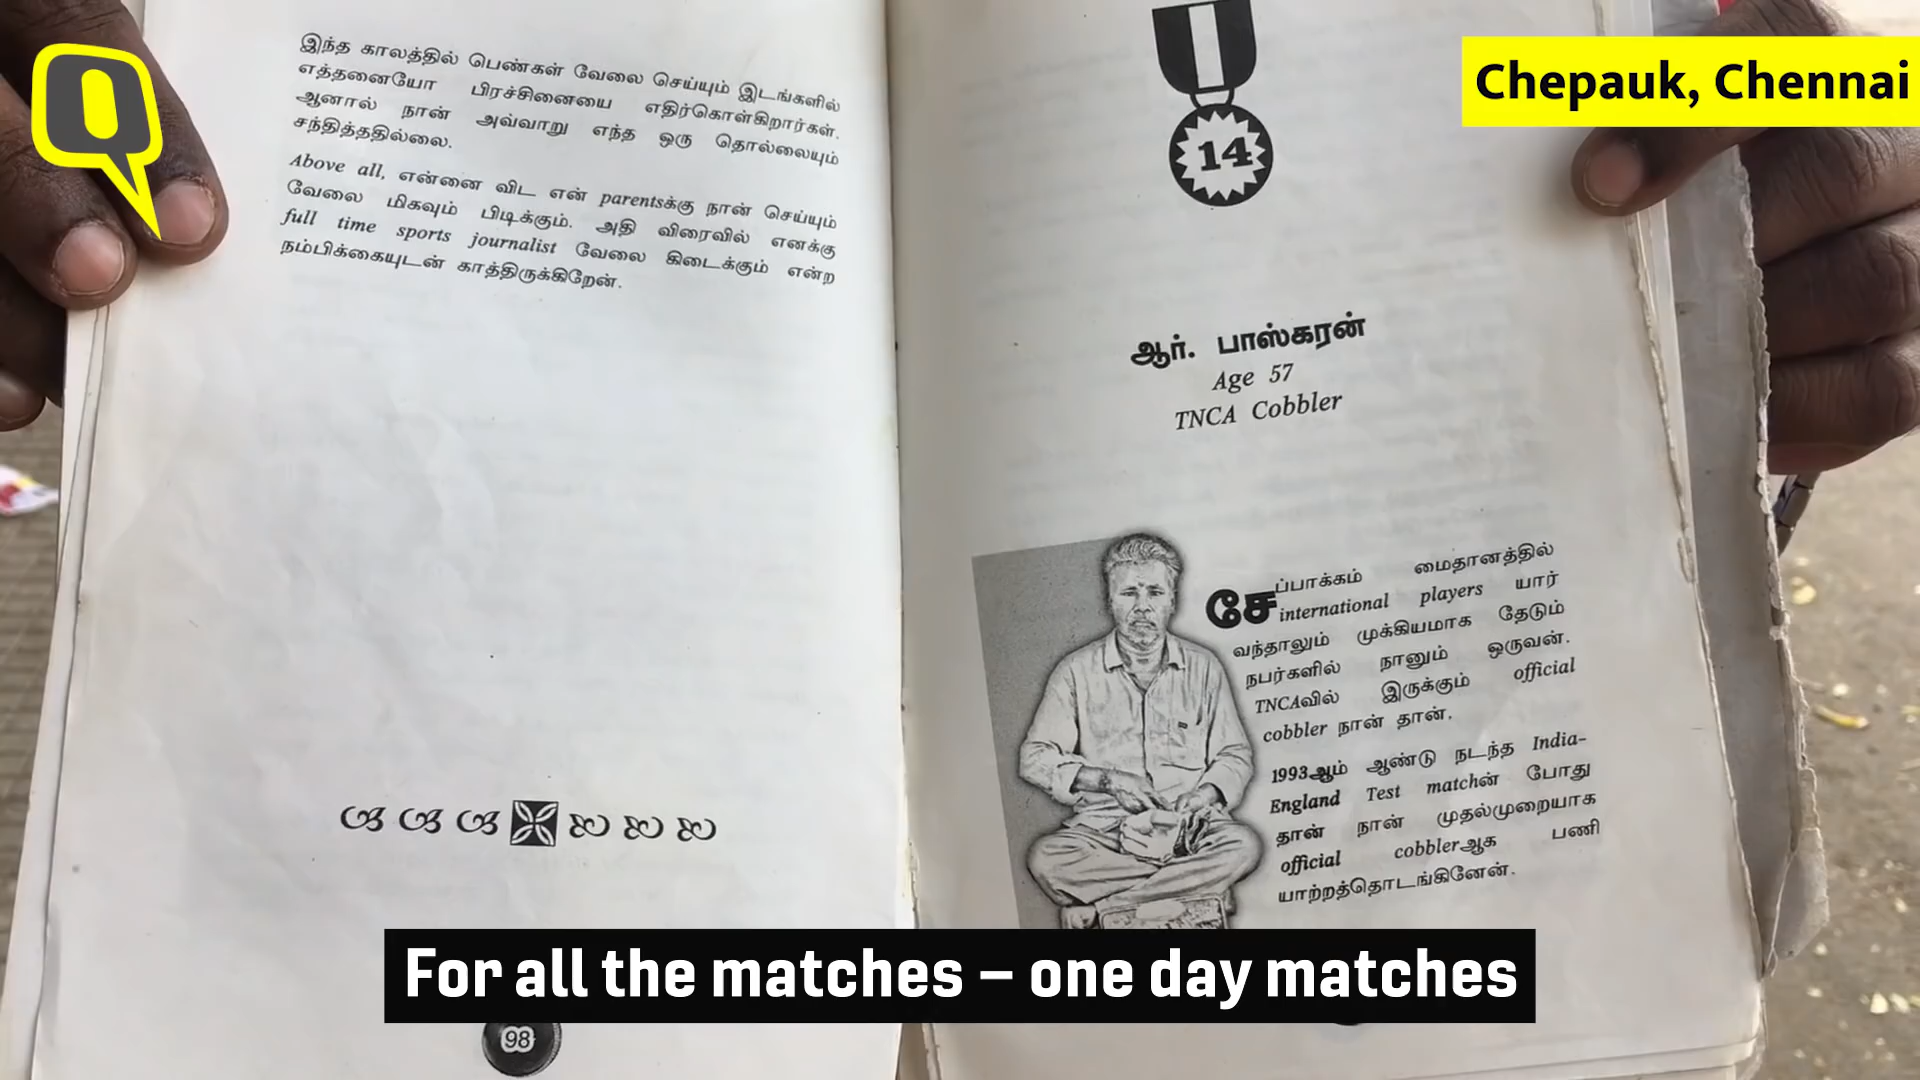 இந்த காலத்தில் பெண்கள் வேலை செய்யும் இடங்களில்
எத்தனையோ பிரச்சினையை எதிர்கொள்கிறார்கள்.
ஆனால் நான் அவ்வாறு எந்த ஒரு தொல்லையும்
சந்தித்ததில்லை.
Above all, என்னை விட என் parentsக்கு நான் செய்யும்
வேலை மிகவும் பிடிக்கும். அதி விரைவில் எனக்கு
full time sports journalist வேலை கிடைக்கும் என்ற
நம்பிக்கையுடன் காத்திருக்கிறேன்.
98
14
ஆர். பாஸ்கரன்
Age 57
TNCA Cobbler
சேப்பாக்கம் மைதானத்தில்
international players யார்
வந்தாலும் முக்கியமாக தேடும்
நபர்களில் நானும் ஒருவன்.
TNCAவில் இருக்கும் official
cobbler நான் தான்.
1993ஆம் ஆண்டு நடந்த India-
England Test matchன் போது
தான் நான் முதல்முறையாக
official cobblerஆக பணி
யாற்றத்தொடங்கினேன்.
Q
Chepauk, Chennai
For all the matches – one day matches